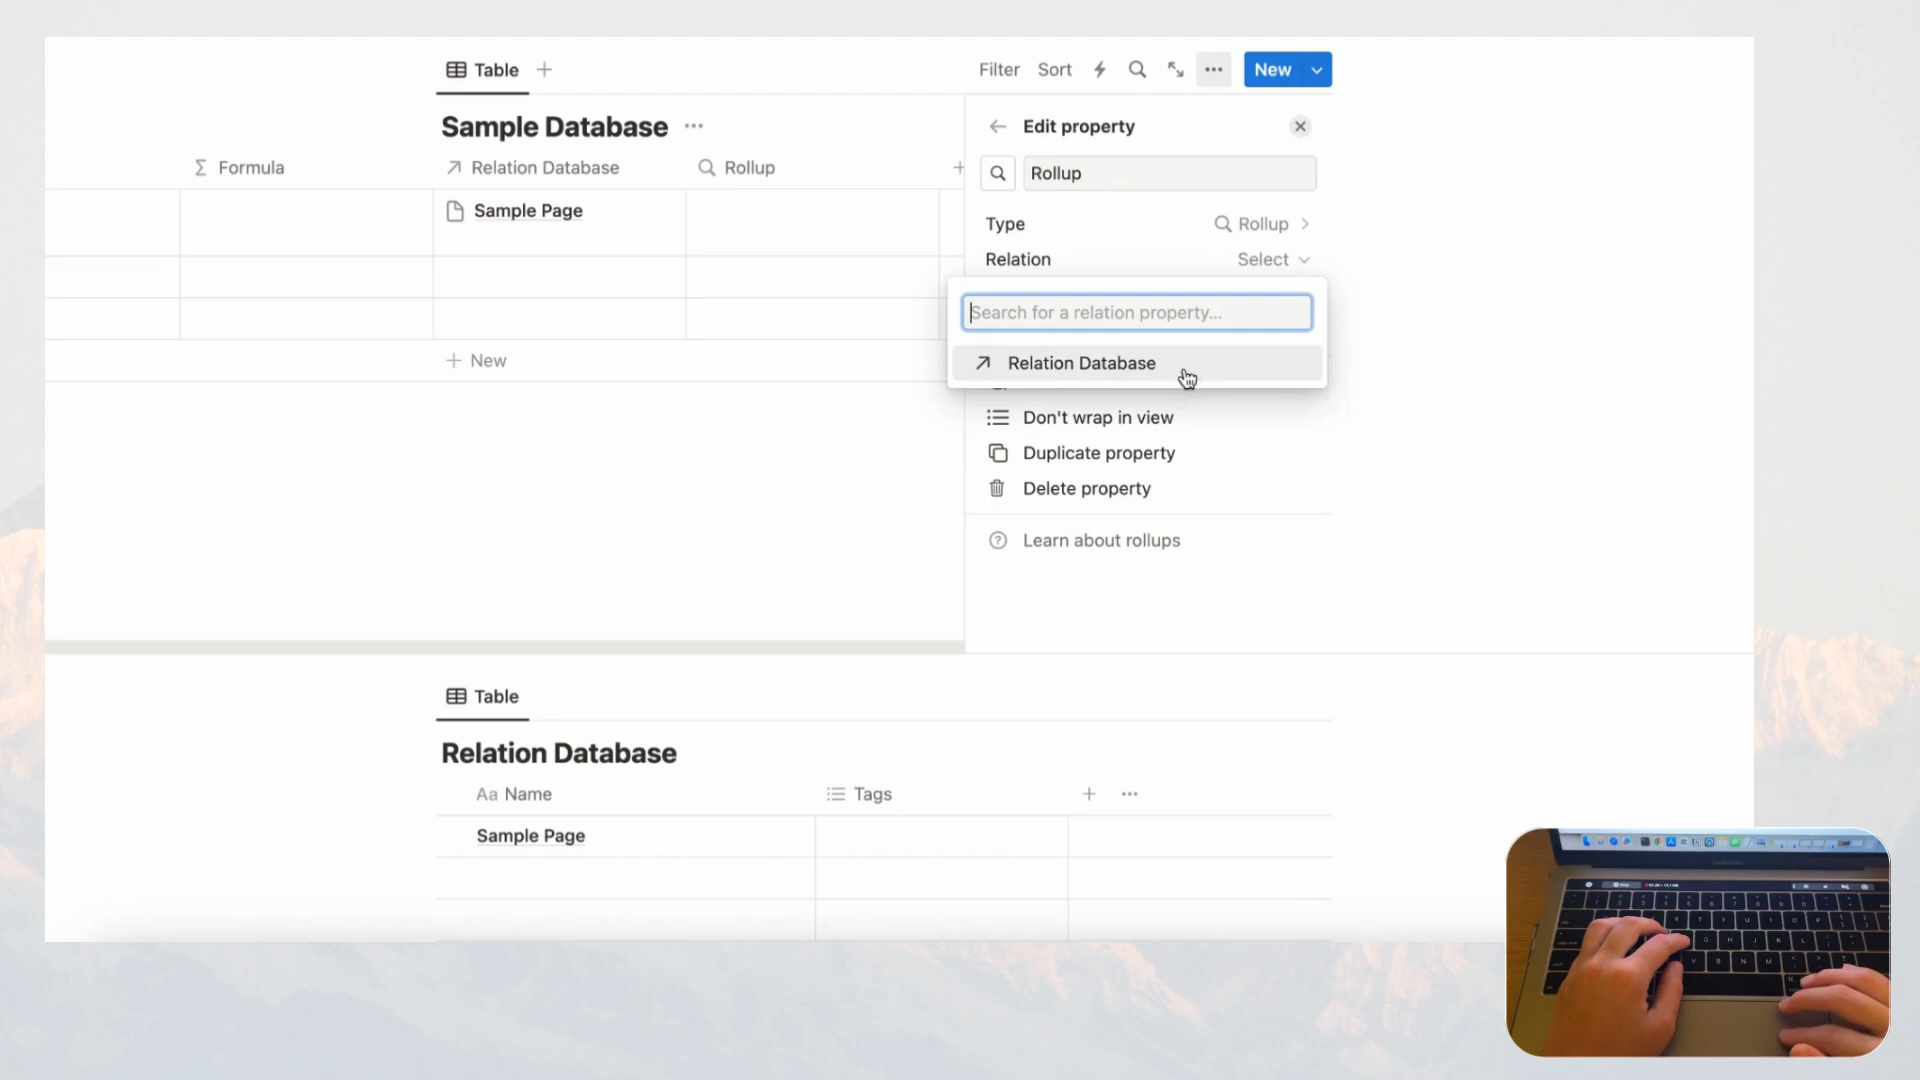 Table
Filter Sort New
Sample Database
Formula Relation Database Rollup
Sample Page
New
Edit property
Rollup
Type Rollup
Relation Select
Search for a relation property...
Relation Database
Don't wrap in view
Duplicate property
Delete property
Learn about rollups
Table
Relation Database
Aa Name Tags
Sample Page